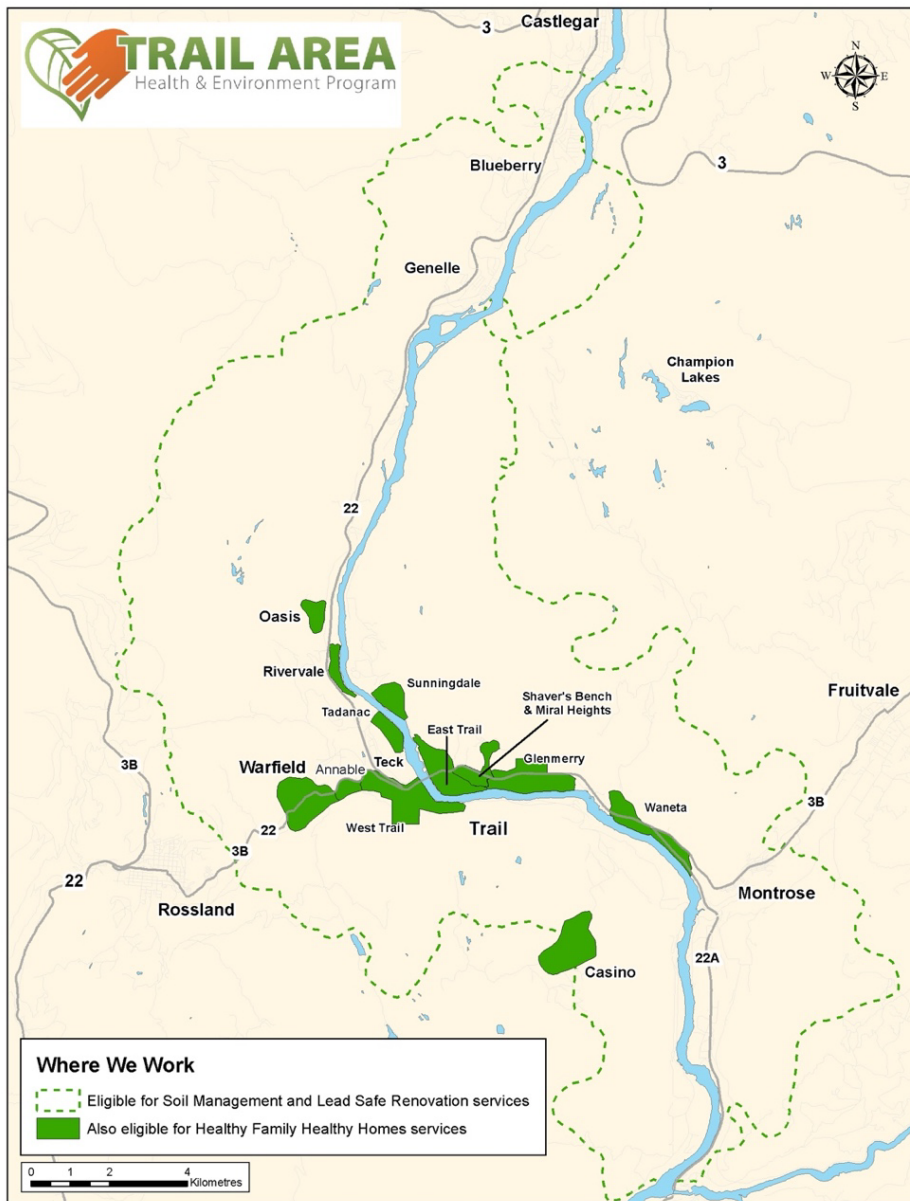 TRAIL AREA
Health & Environment Program
3
Castlegar
N
W E
S
Blueberry
3
Genelle
Champion
Lakes
22
Oasis
Rivervale
Sunningdale
Tadanac
Shaver's Bench
& Miral Heights
Fruitvale
East Trail
Teck
Glenmerry
3B
Warfield
Annable
Waneta
3B
22
West Trail
Trail
3B
22
Rossland
Montrose
22A
Casino
Where We Work
Eligible for Soil Management and Lead Safe Renovation services
Also eligible for Healthy Family Healthy Homes services
0 1 2 4
Kilometres